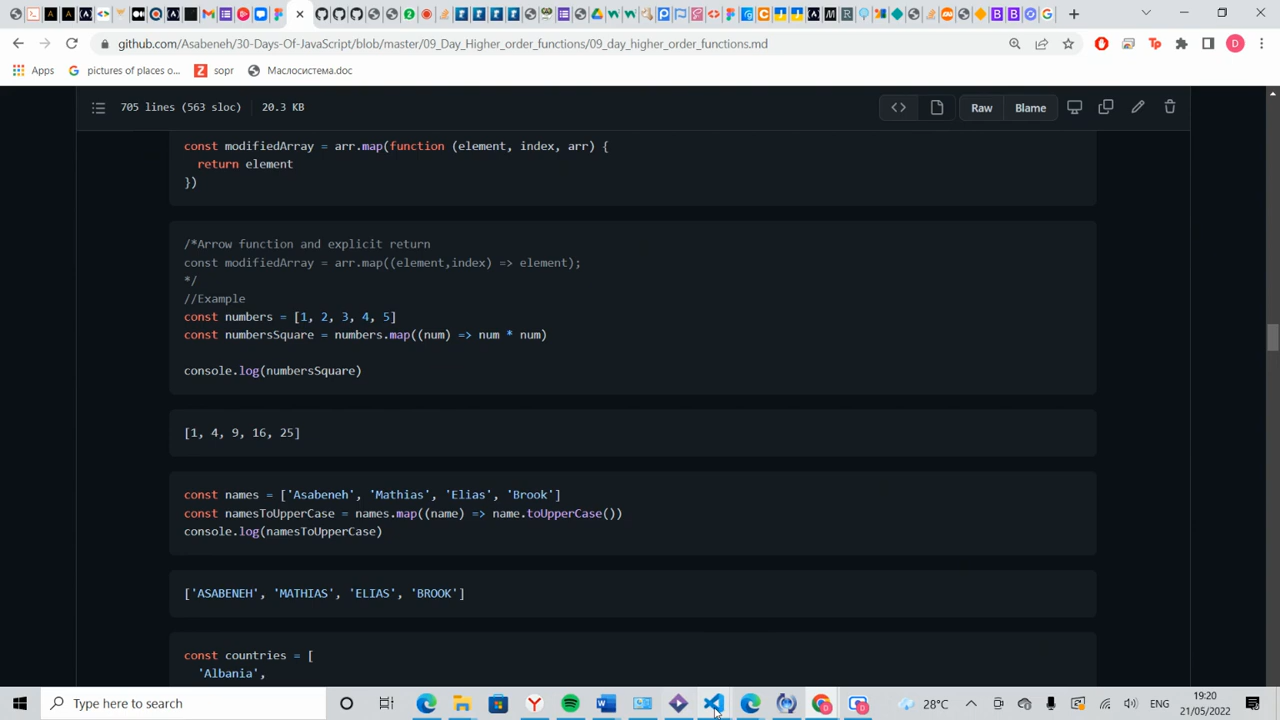 github.com/Asabeneh/30-Days-Of-JavaScript/blob/master/09_Day_Higher_order_functions/09_day_higher_order_functions.md
Apps
pictures of places o...
sopr
Маслосистема.doc
705 lines (563 sloc)
20.3 KB
Raw
Blame
const modifiedArray = arr.map(function (element, index, arr) {
return element
})
/*Arrow function and explicit return
const modifiedArray = arr.map((element,index) => element);
*/
//Example
const numbers = [1, 2, 3, 4, 5]
const numbersSquare = numbers.map((num) => num * num)
console.log(numbersSquare)
[1, 4, 9, 16, 25]
const names = ['Asabeneh', 'Mathias', 'Elias', 'Brook']
const namesToUpperCase = names.map((name) => name.toUpperCase())
console.log(namesToUpperCase)
['ASABENEH', 'MATHIAS', 'ELIAS', 'BROOK']
const countries = [
'Albania',
Type here to search
28°C
ENG
19:20
21/05/2022